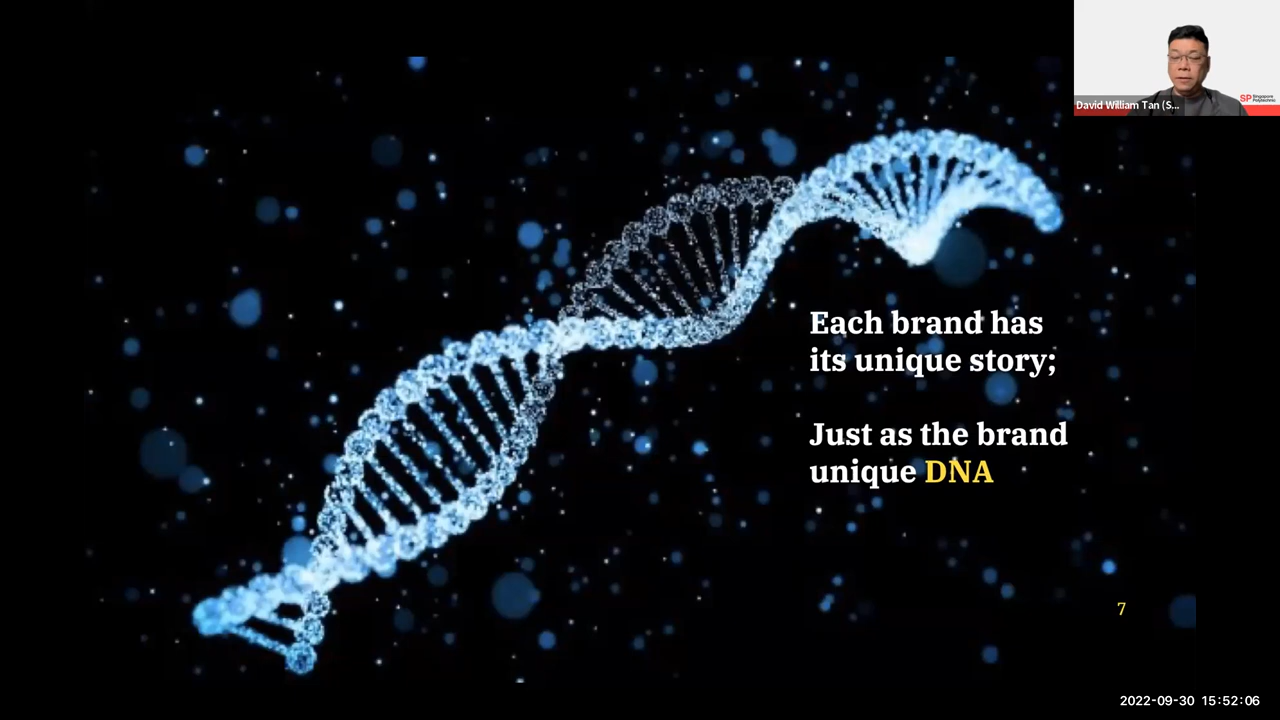 David William Tan (S...
SP Singapore
Polytechnic
Each brand has
its unique story;
Just as the brand
unique DNA
7
2022-09-30 15:52:06